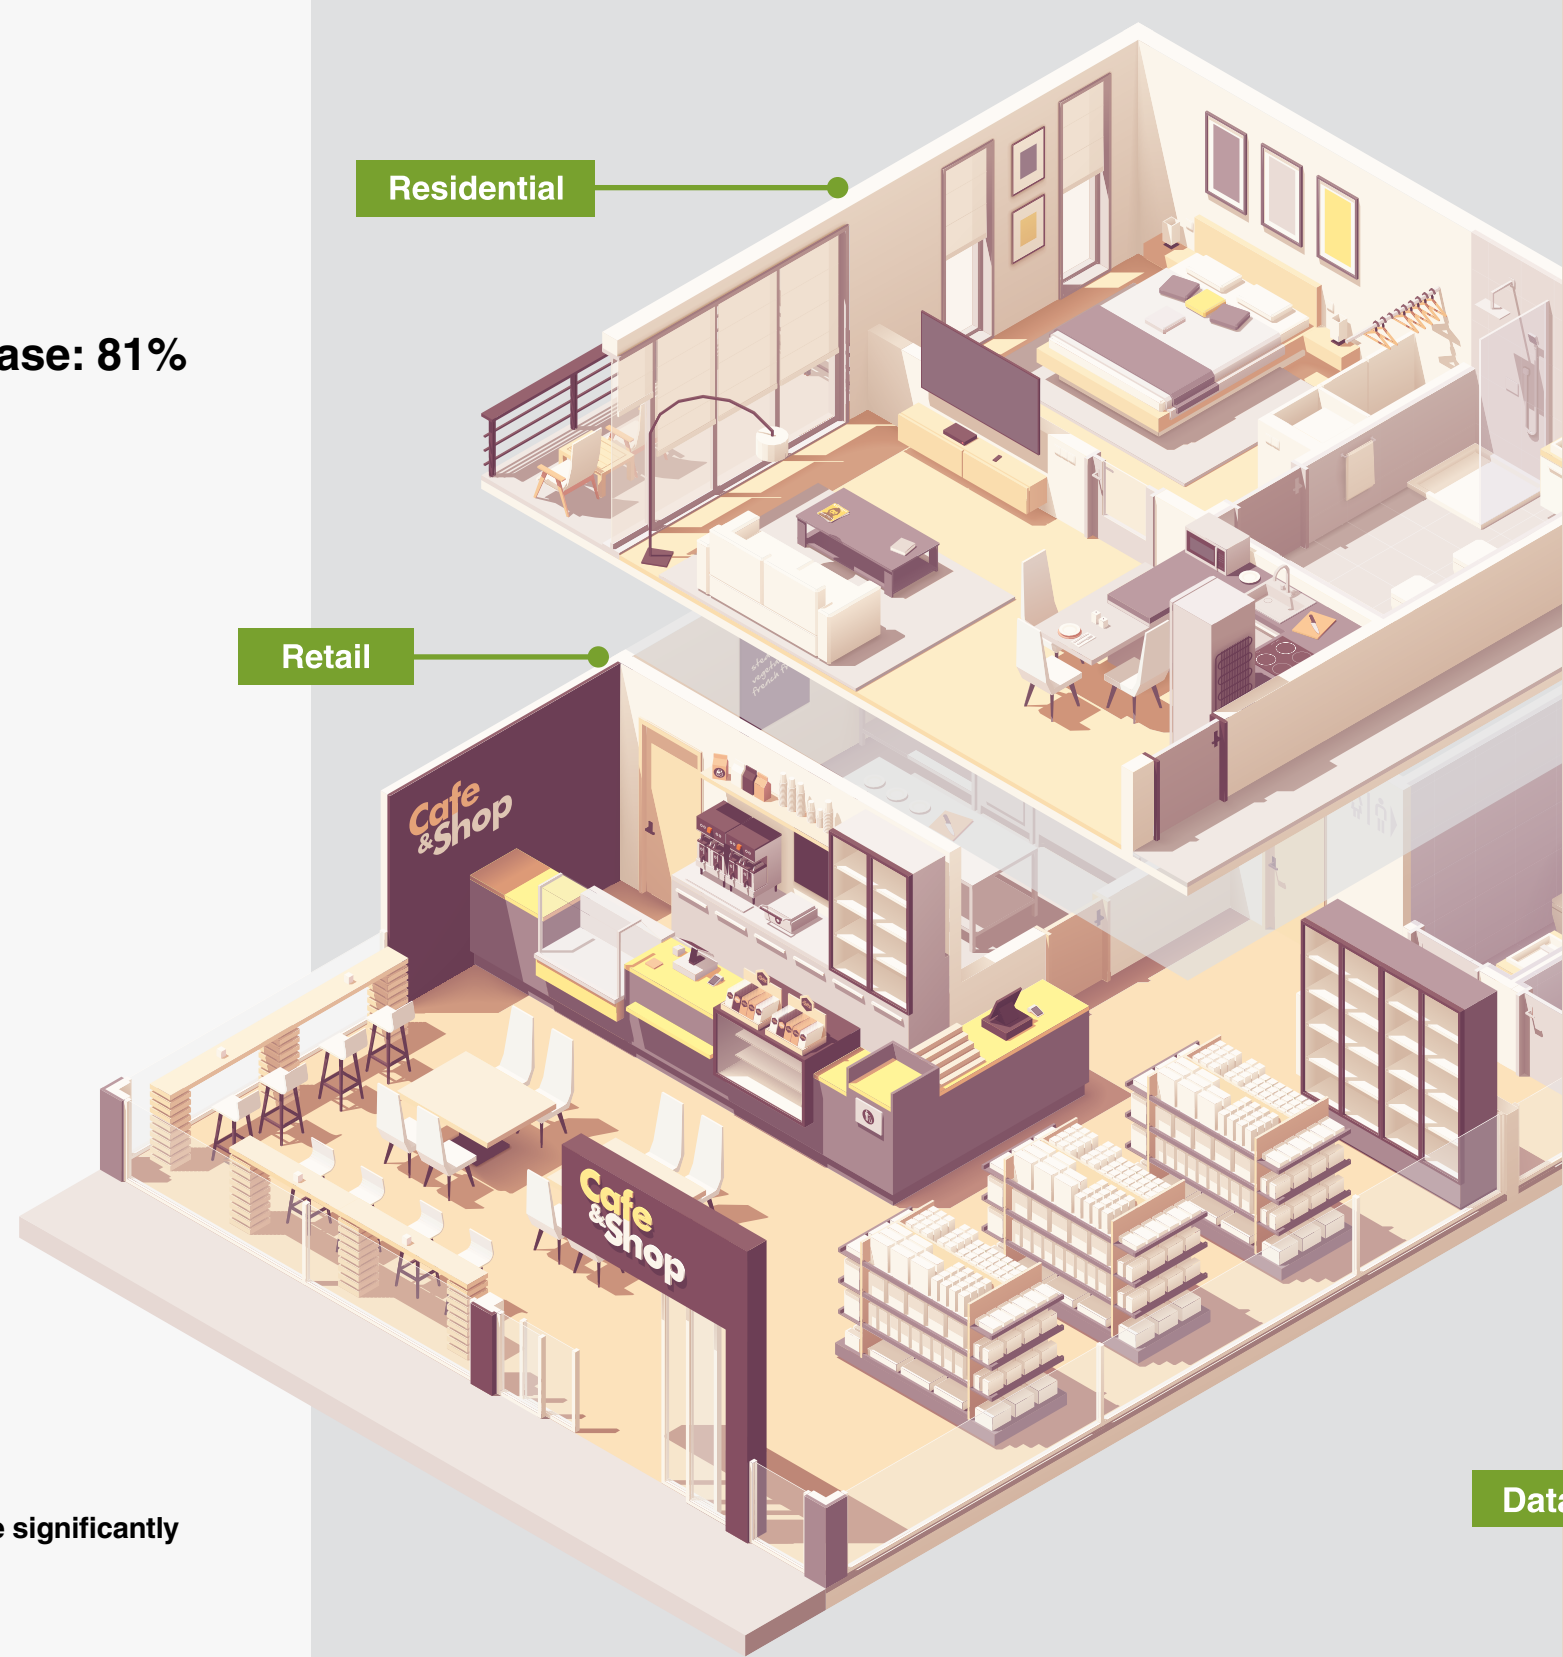 Residential
ase: 81%
Retail
Cafe
&Shop
Cafe
&Shop
Data
e significantly